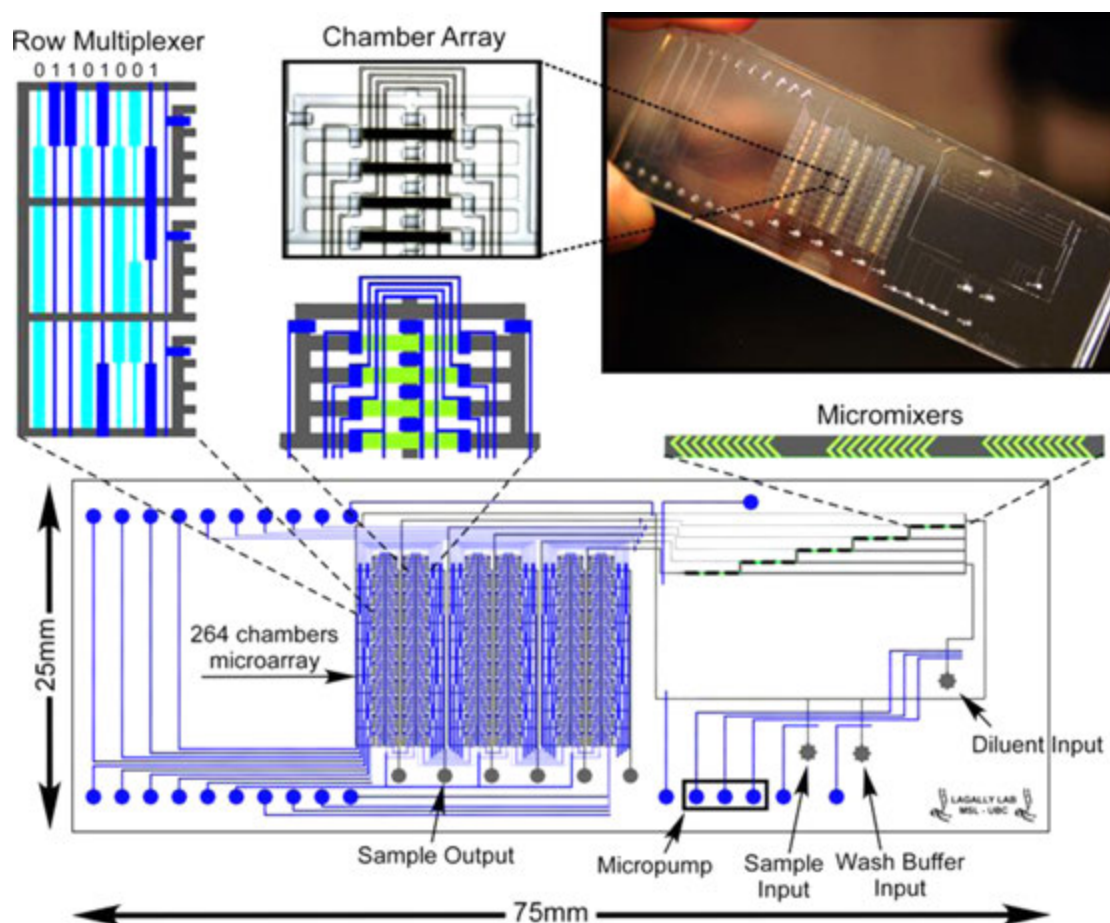 Row Multiplexer
01101001
Chamber Array
Micromixers
264 chambers
microarray
25mm
Diluent Input
LAGALLY LAB
MSL - UBC
Sample Output
Micropump
Sample
Input
Wash Buffer
Input
75mm